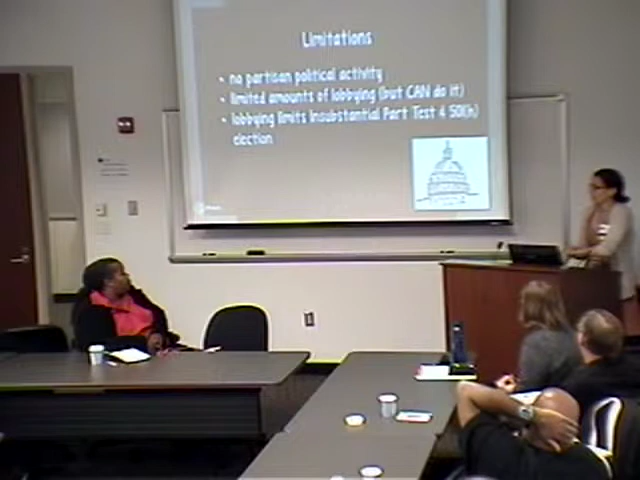 Limitations
• no partisan political activity
• limited amounts of lobbying (but CAN do it)
• lobbying limits Insubstantial Part Test & 501(h)
election